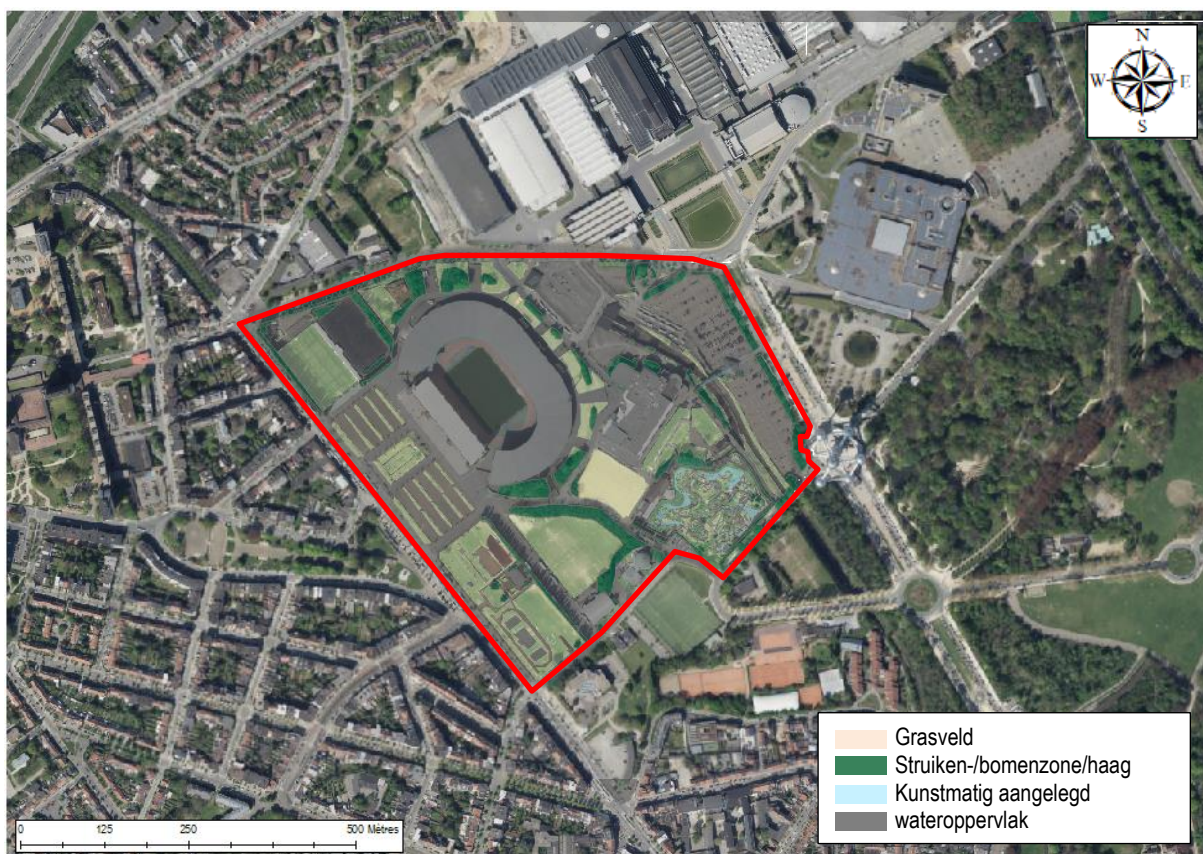 N
W E
S
Grasveld
Struiken-/bomenzone/haag
Kunstmatig aangelegd
wateroppervlak
0 125 250 500 Mètres